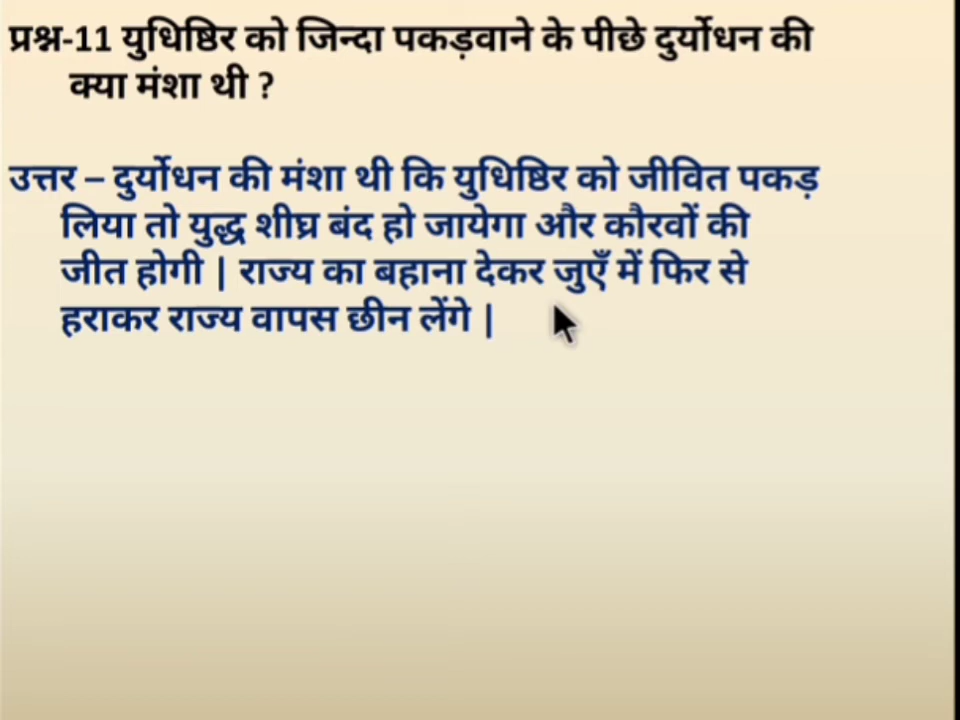 प्रश्न-11 युधिष्ठिर को जिन्दा पकड़वाने के पीछे दुर्योधन की
क्या मंशा थी ?
उत्तर – दुर्योधन की मंशा थी कि युधिष्ठिर को जीवित पकड़
लिया तो युद्ध शीघ्र बंद हो जायेगा और कौरवों की
जीत होगी | राज्य का बहाना देकर जुएँ में फिर से
हराकर राज्य वापस छीन लेंगे |